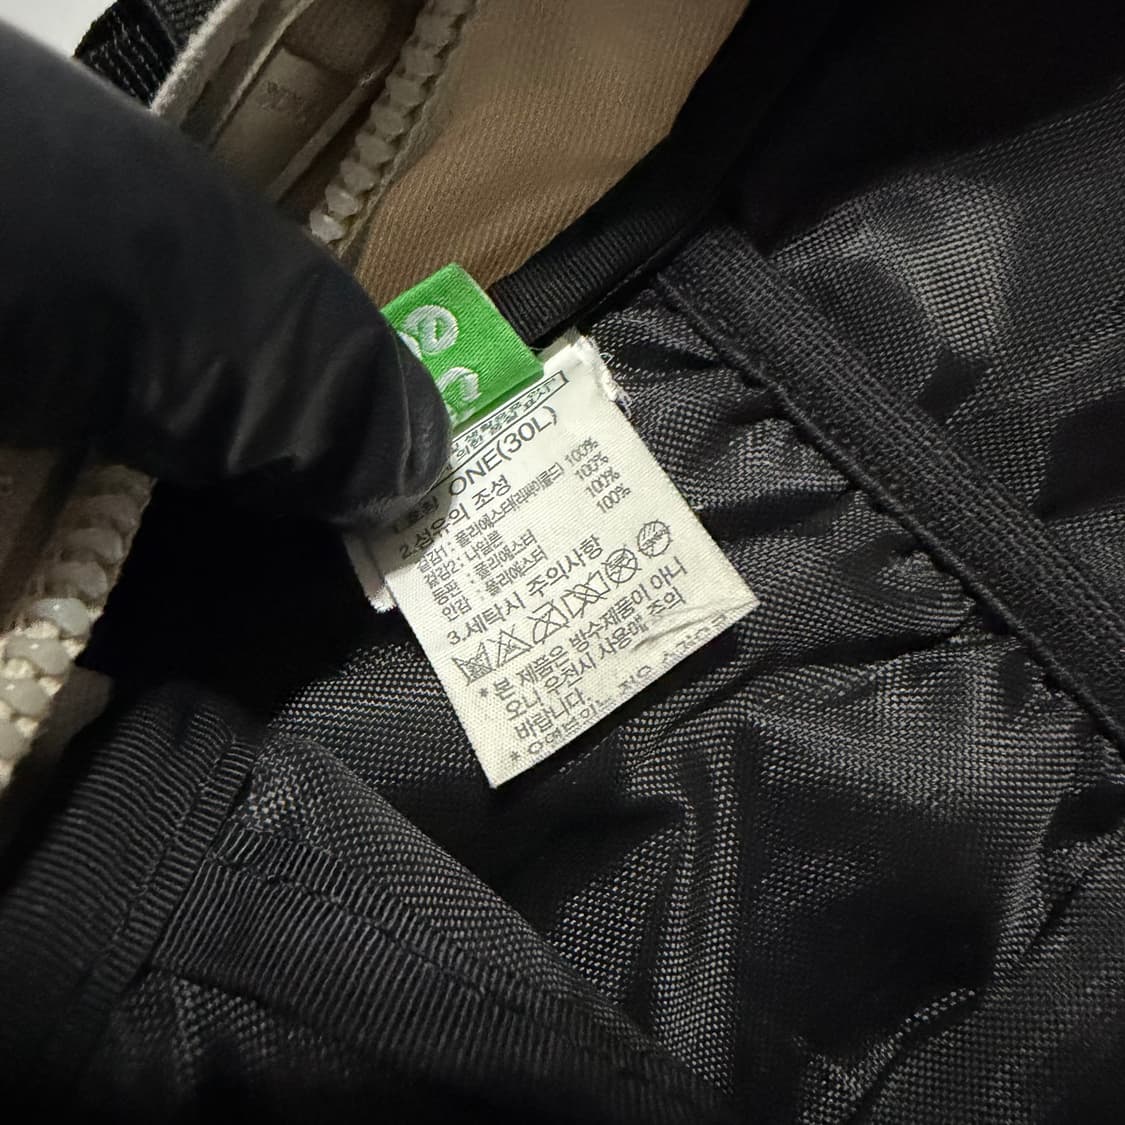 ONE(30L)
2.섬유의 조성
겉감1 : 폴리에스터(리싸이클드) 100%
겉감2 : 나일론 100%
등판 : 폴리에스터 100%
안감 : 폴리에스터 100%
3.세탁시 주의사항
* 본 제품은 방수제품이 아니
오니 우천시 사용에 주의
바랍니다.